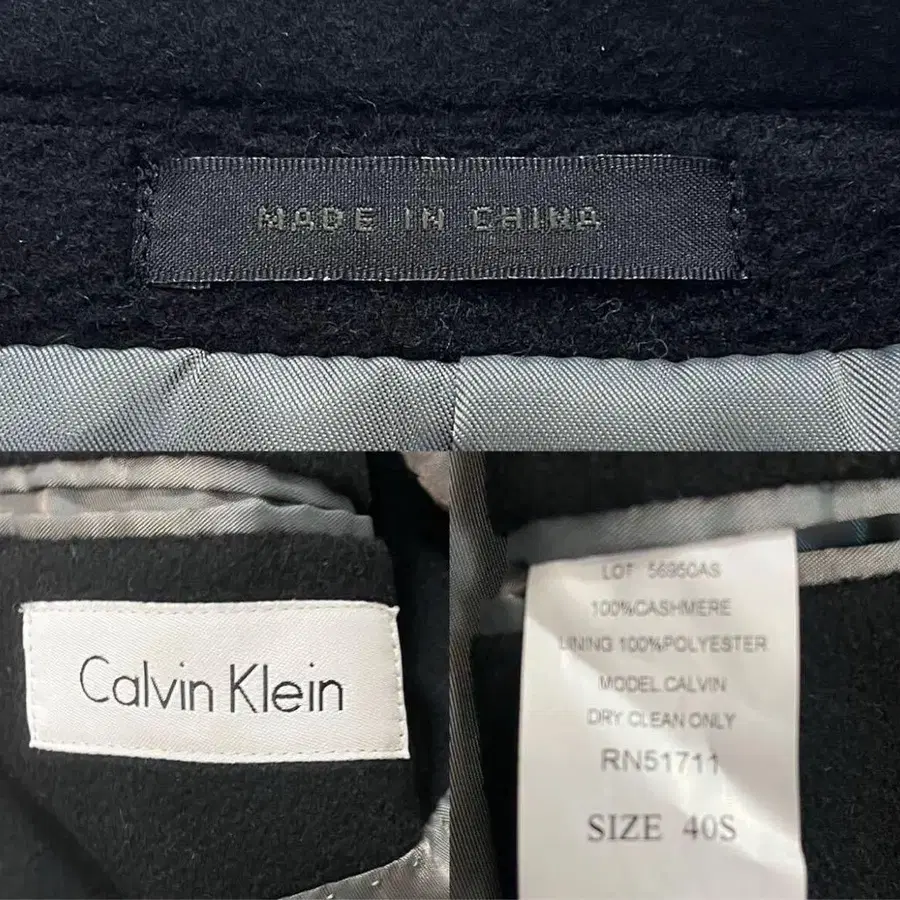 MADE IN CHINA
Calvin Klein
LOT 56950AS
100%CASHMERE
LINING 100%POLYESTER
MODEL.CALVIN
DRY CLEAN ONLY
RN51711
SIZE 40S